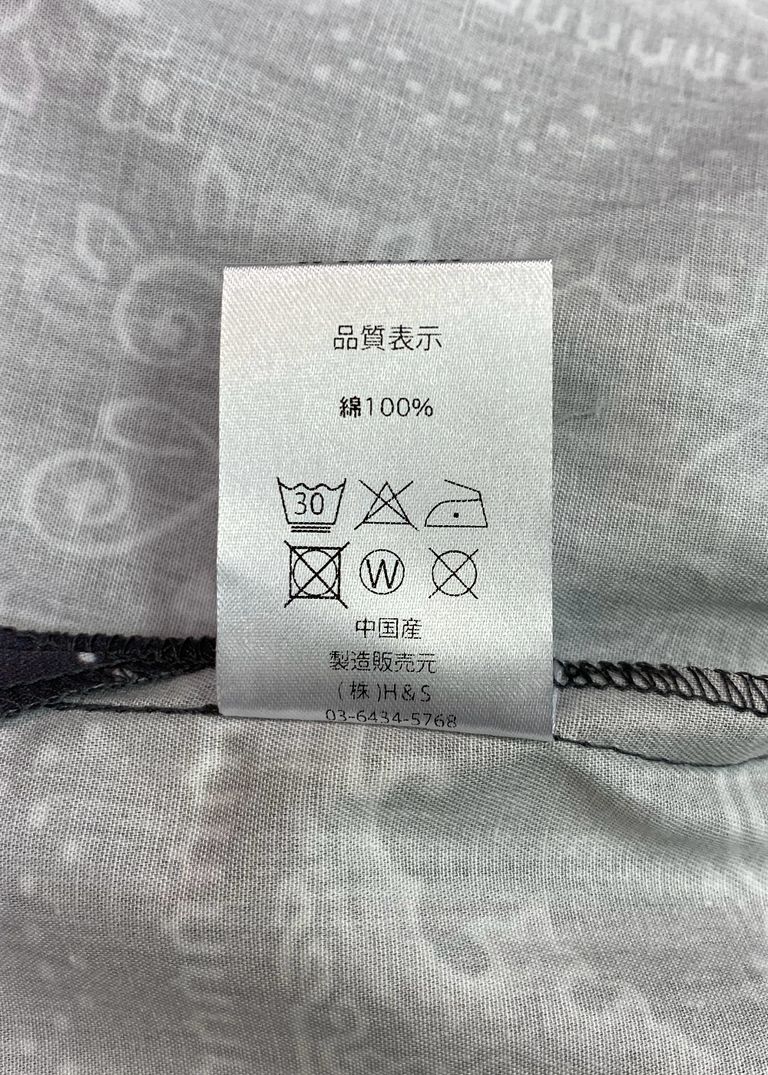 品質表示
綿100%
30
W
中国産
製造販売元
(株)H&S
03-6434-5768